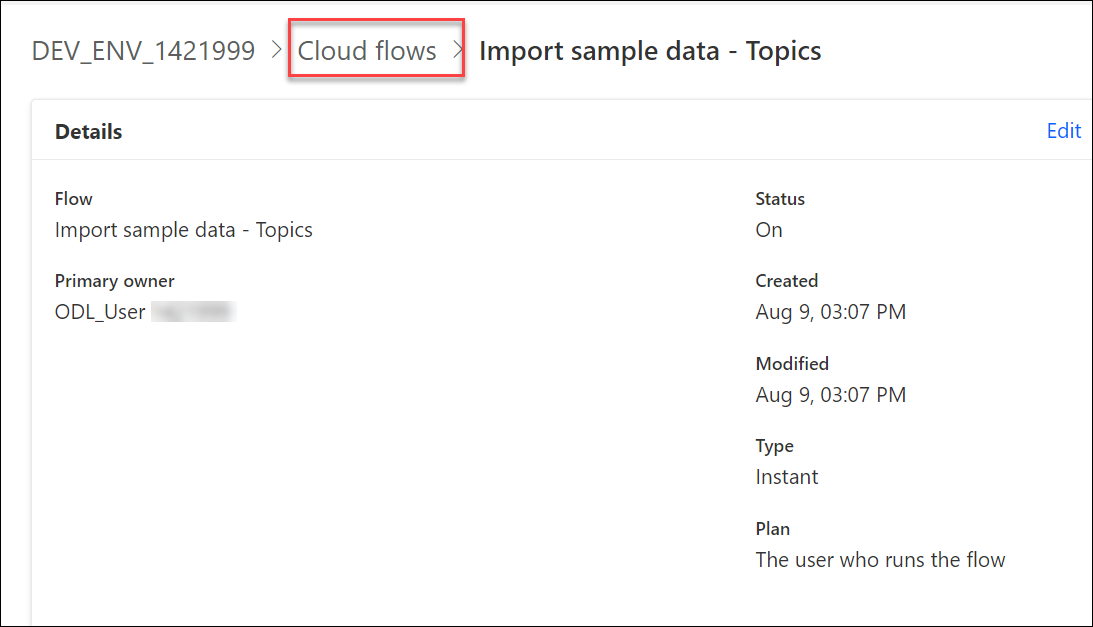 DEV_ENV_1421999 > Cloud flows > Import sample data - Topics
Details
Edit
Flow
Import sample data - Topics
Primary owner
ODL_User
Status
On
Created
Aug 9, 03:07 PM
Modified
Aug 9, 03:07 PM
Type
Instant
Plan
The user who runs the flow